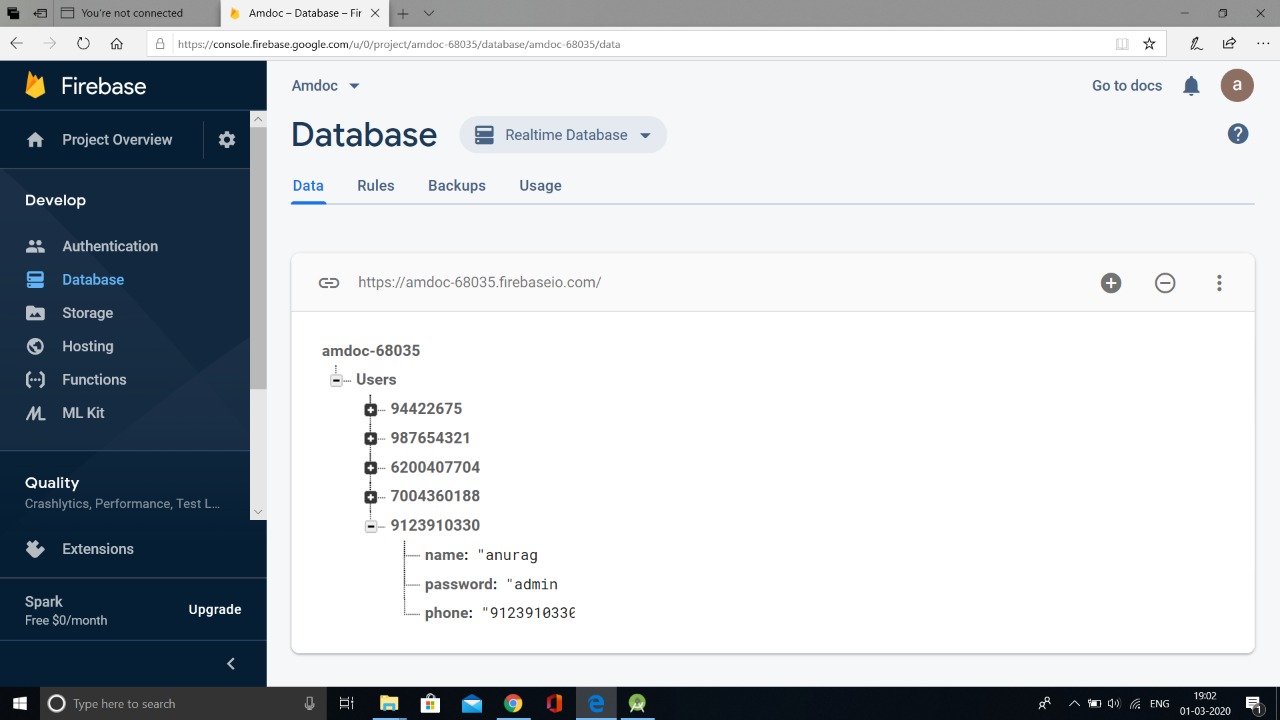 You're not connected
Amdoc – Database – Fir
https://console.firebase.google.com/u/0/project/amdoc-68035/database/amdoc-68035/data
Firebase
Amdoc
Go to docs
a
Project Overview
Database
Realtime Database
Data Rules Backups Usage
Develop
Authentication
Database
Storage
Hosting
Functions
ML Kit
Quality
Crashlytics, Performance, Test L...
Extensions
Spark
Free $0/month
Upgrade
https://amdoc-68035.firebaseio.com/
amdoc-68035
Users
94422675
987654321
6200407704
7004360188
9123910330
name: "anurag
password: "admin
phone: "9123910330
Type here to search
ENG
19:02
01-03-2020
1